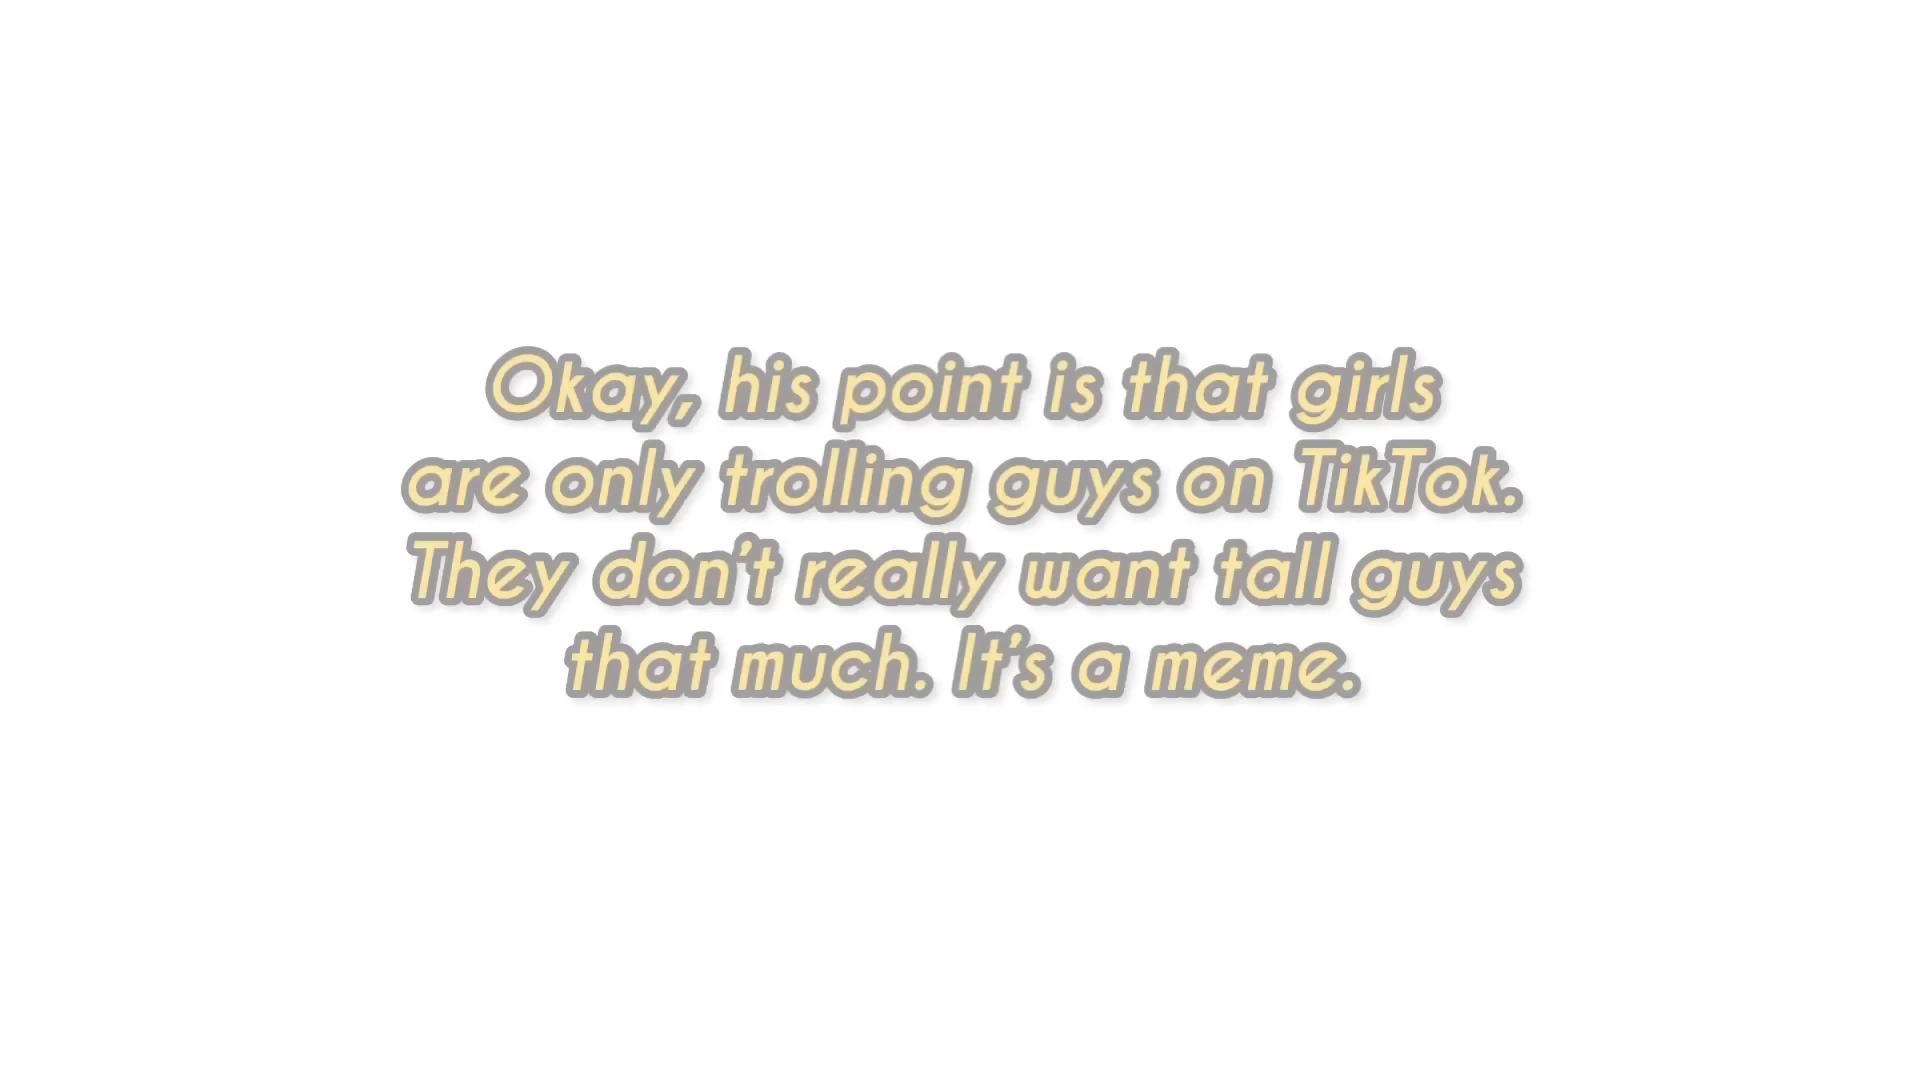 Okay, his point is that girls
are only trolling guys on TikTok.
They don’t really want tall guys
that much. It’s a meme.